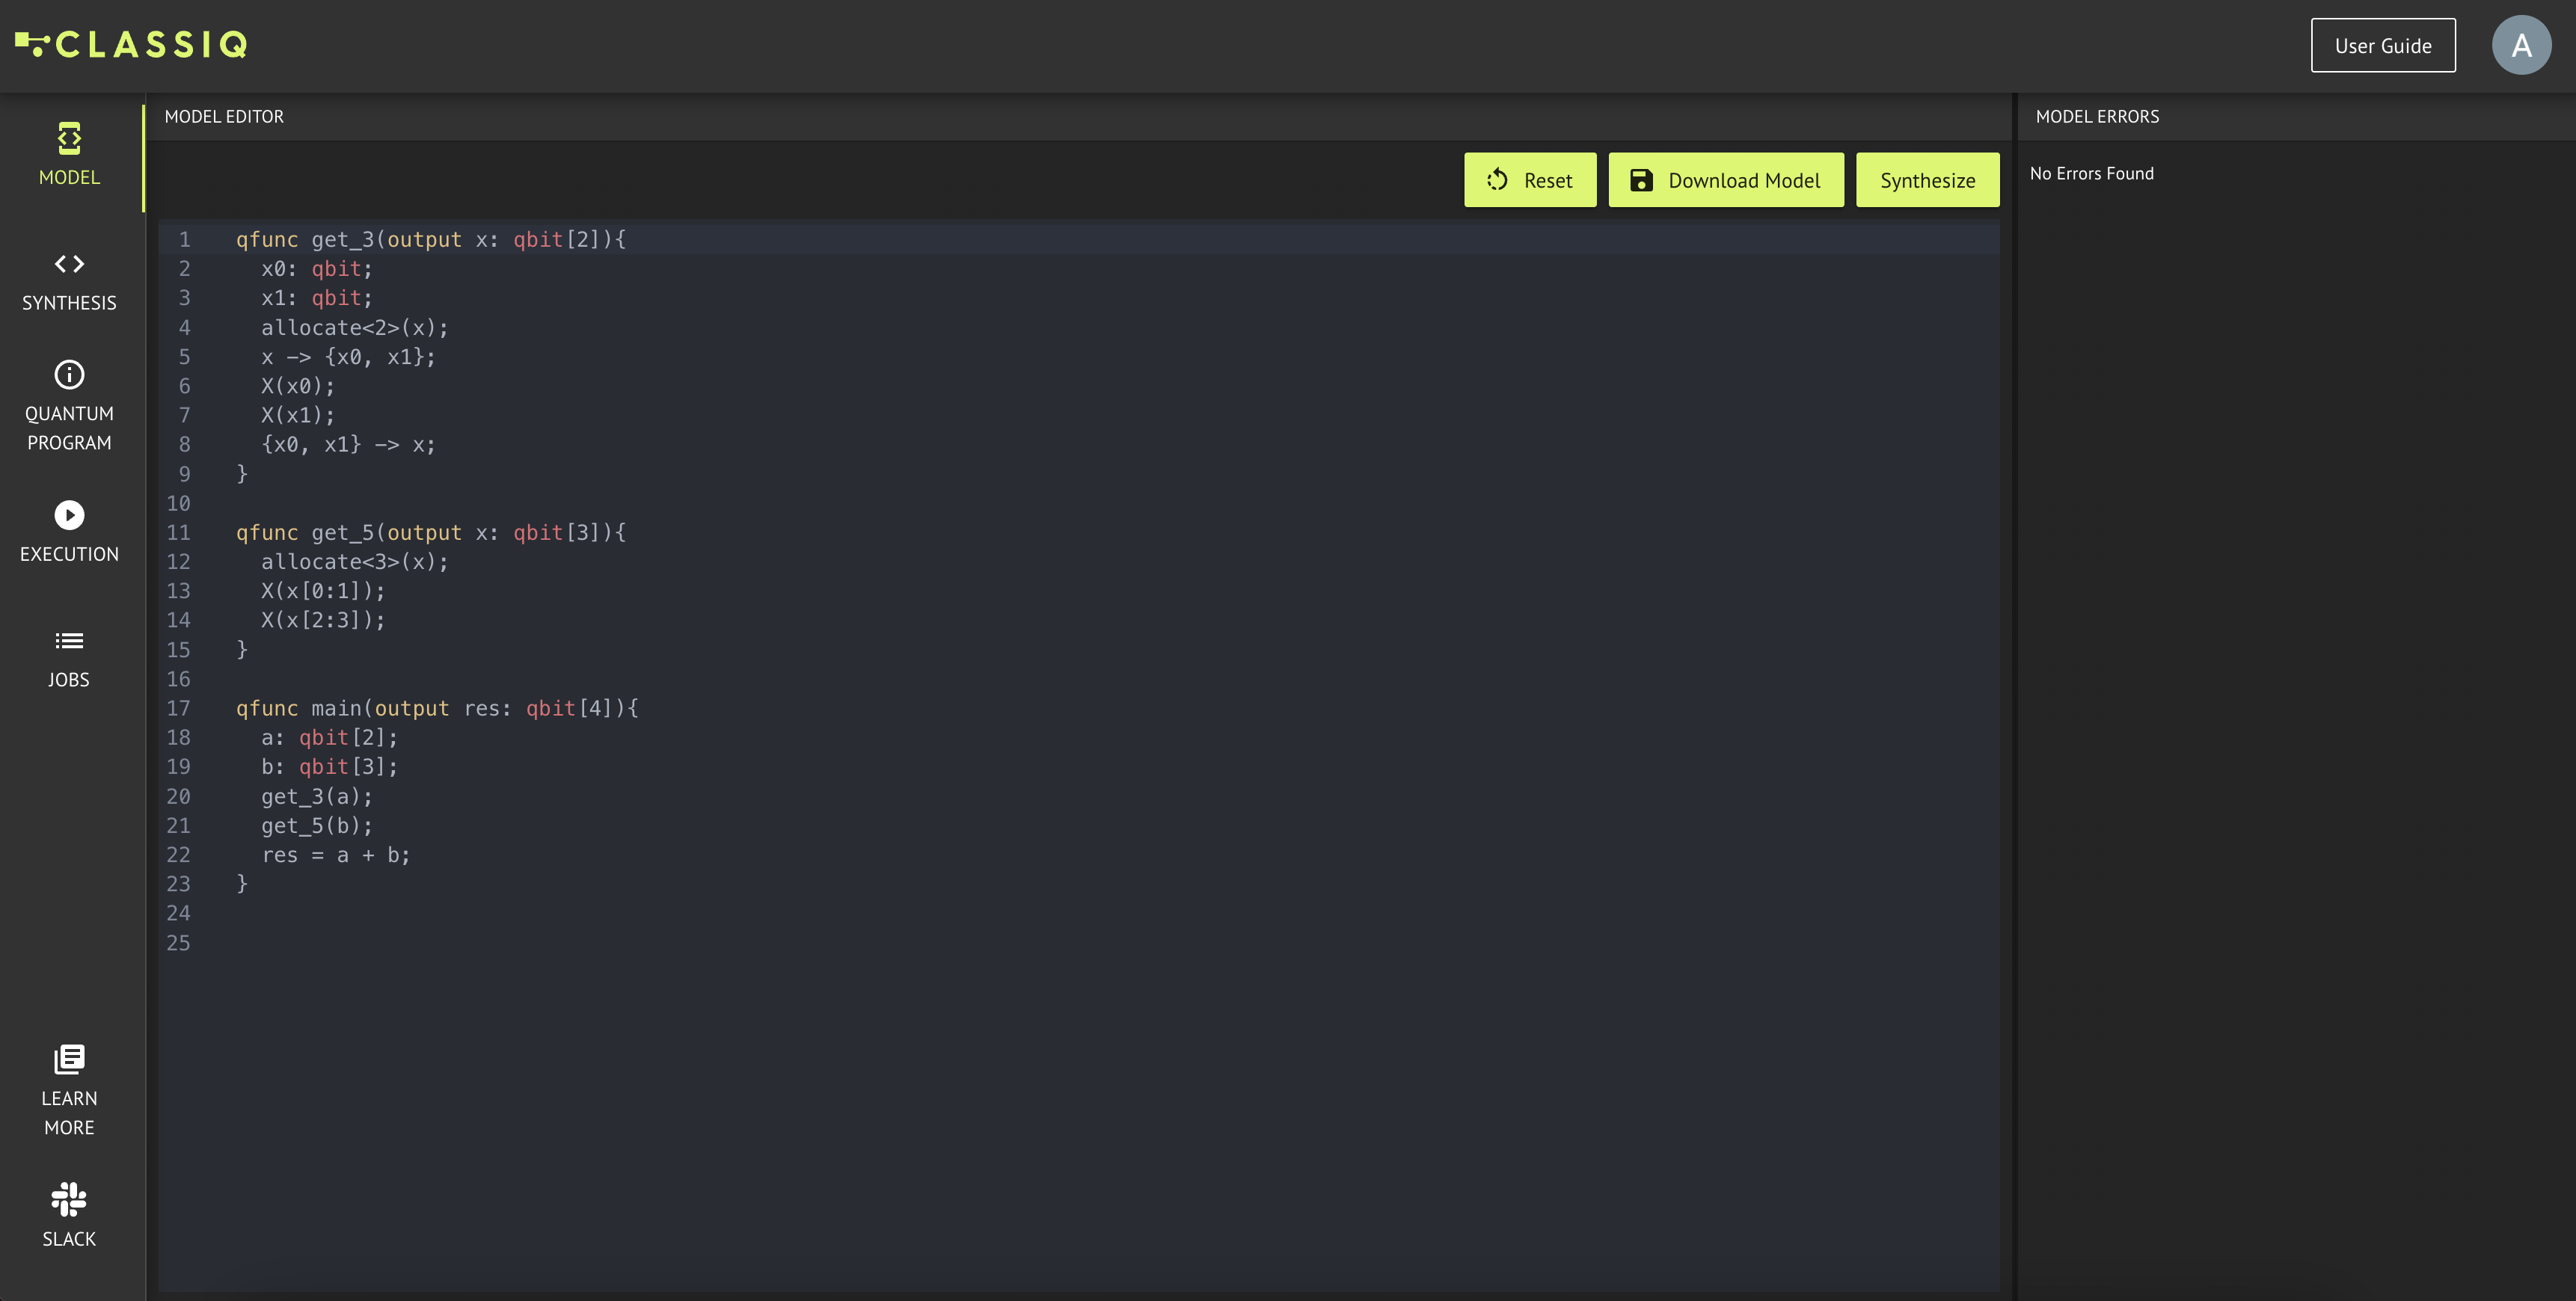 CLASSIQ
User Guide
A
MODEL
SYNTHESIS
QUANTUM
PROGRAM
EXECUTION
JOBS
LEARN
MORE
SLACK
MODEL EDITOR
Reset
Download Model
Synthesize
1 qfunc get_3(output x: qbit[2]){
2 x0: qbit;
3 x1: qbit;
4 allocate<2>(x);
5 x -> {x0, x1};
6 X(x0);
7 X(x1);
8 {x0, x1} -> x;
9 }
10
11 qfunc get_5(output x: qbit[3]){
12 allocate<3>(x);
13 X(x[0:1]);
14 X(x[2:3]);
15 }
16
17 qfunc main(output res: qbit[4]){
18 a: qbit[2];
19 b: qbit[3];
20 get_3(a);
21 get_5(b);
22 res = a + b;
23 }
24
25
MODEL ERRORS
No Errors Found